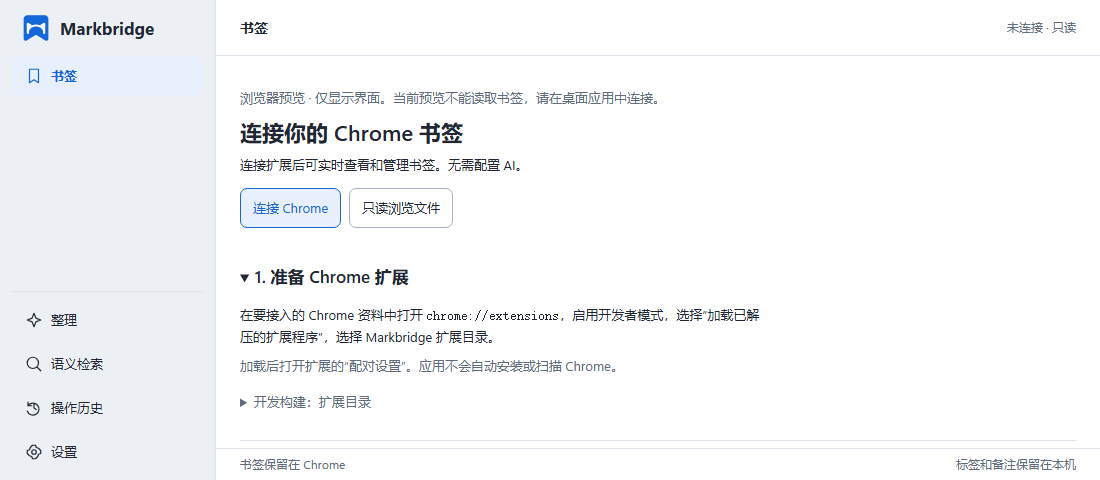 Markbridge
书签
整理
语义检索
操作历史
设置
书签
未连接 · 只读
浏览器预览 · 仅显示界面。当前预览不能读取书签，请在桌面应用中连接。
连接你的 Chrome 书签
连接扩展后可实时查看和管理书签。无需配置 AI。
连接 Chrome
只读浏览文件
1. 准备 Chrome 扩展
在要接入的 Chrome 资料中打开 chrome://extensions，启用开发者模式，选择“加载已解
压的扩展程序”，选择 Markbridge 扩展目录。
加载后打开扩展的“配对设置”。应用不会自动安装或扫描 Chrome。
开发构建：扩展目录
书签保留在 Chrome
标签和备注保留在本机